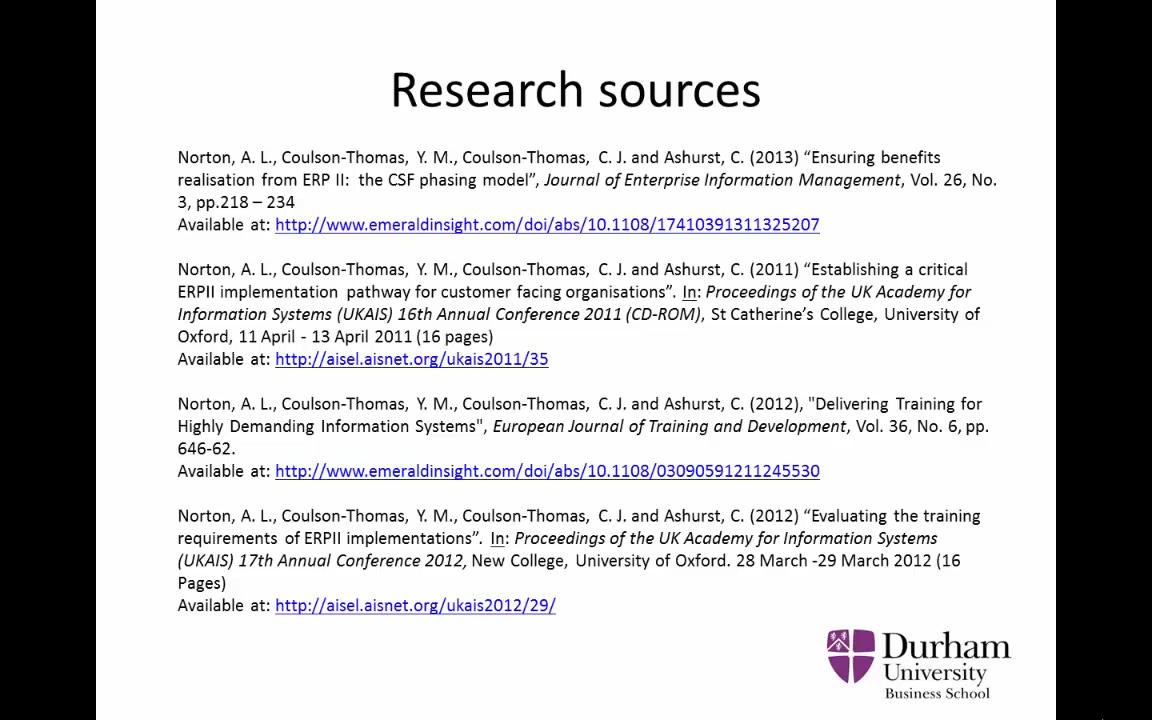 Research sources
Norton, A. L., Coulson-Thomas, Y. M., Coulson-Thomas, C. J. and Ashurst, C. (2013) “Ensuring benefits
realisation from ERP II: the CSF phasing model”, Journal of Enterprise Information Management, Vol. 26, No.
3, pp.218 – 234
Available at: http://www.emeraldinsight.com/doi/abs/10.1108/17410391311325207
Norton, A. L., Coulson-Thomas, Y. M., Coulson-Thomas, C. J. and Ashurst, C. (2011) “Establishing a critical
ERPII implementation pathway for customer facing organisations”. In: Proceedings of the UK Academy for
Information Systems (UKAIS) 16th Annual Conference 2011 (CD-ROM), St Catherine’s College, University of
Oxford, 11 April - 13 April 2011 (16 pages)
Available at: http://aisel.aisnet.org/ukais2011/35
Norton, A. L., Coulson-Thomas, Y. M., Coulson-Thomas, C. J. and Ashurst, C. (2012), "Delivering Training for
Highly Demanding Information Systems", European Journal of Training and Development, Vol. 36, No. 6, pp.
646-62.
Available at: http://www.emeraldinsight.com/doi/abs/10.1108/03090591211245530
Norton, A. L., Coulson-Thomas, Y. M., Coulson-Thomas, C. J. and Ashurst, C. (2012) “Evaluating the training
requirements of ERPII implementations”. In: Proceedings of the UK Academy for Information Systems
(UKAIS) 17th Annual Conference 2012, New College, University of Oxford. 28 March -29 March 2012 (16
Pages)
Available at: http://aisel.aisnet.org/ukais2012/29/
Durham
University
Business School